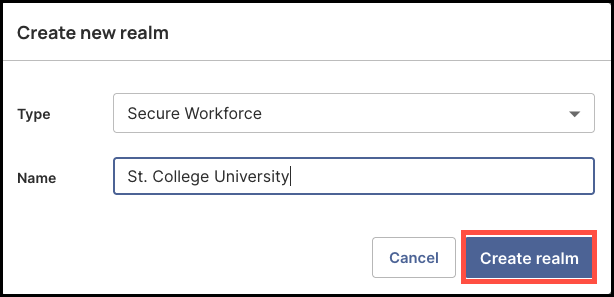 Create new realm
Type
Secure Workforce
Name
St. College University
Cancel
Create realm